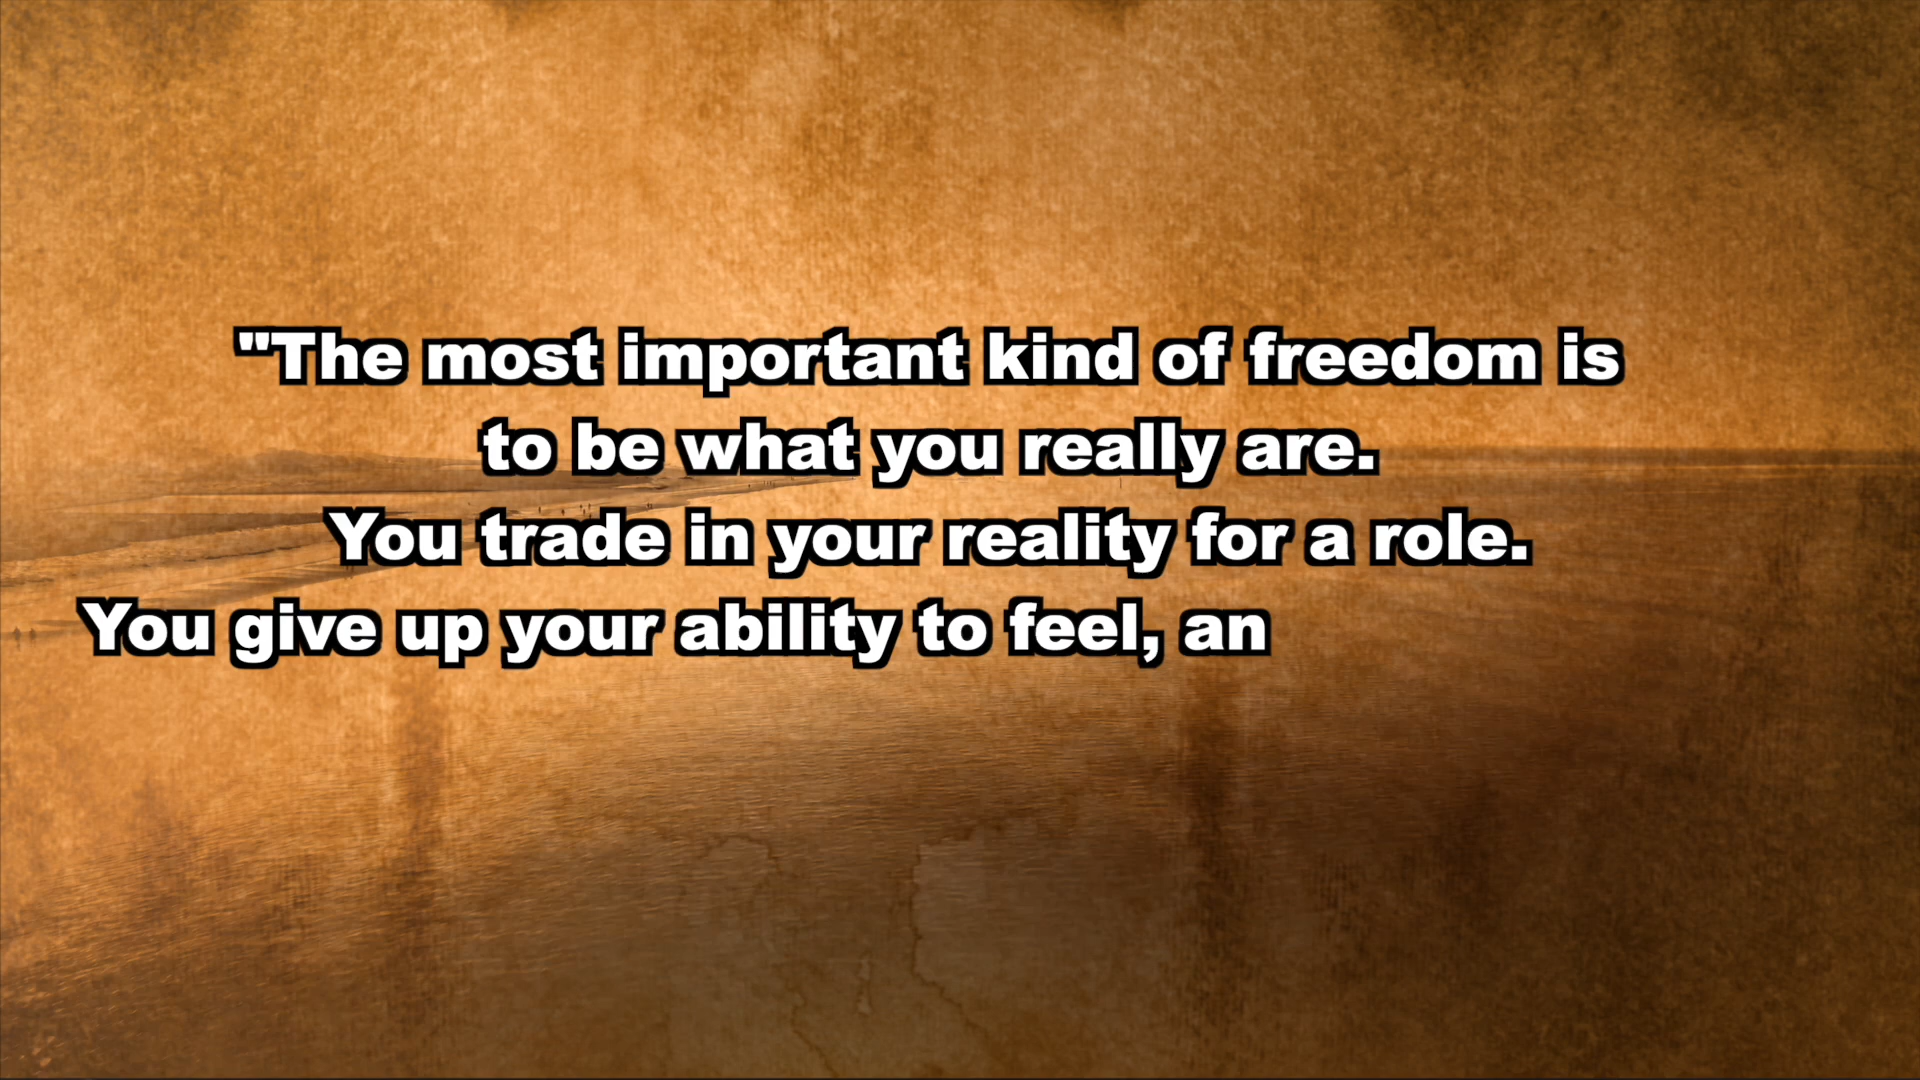 "The most important kind of freedom is
to be what you really are.
You trade in your reality for a role.
You give up your ability to feel, an